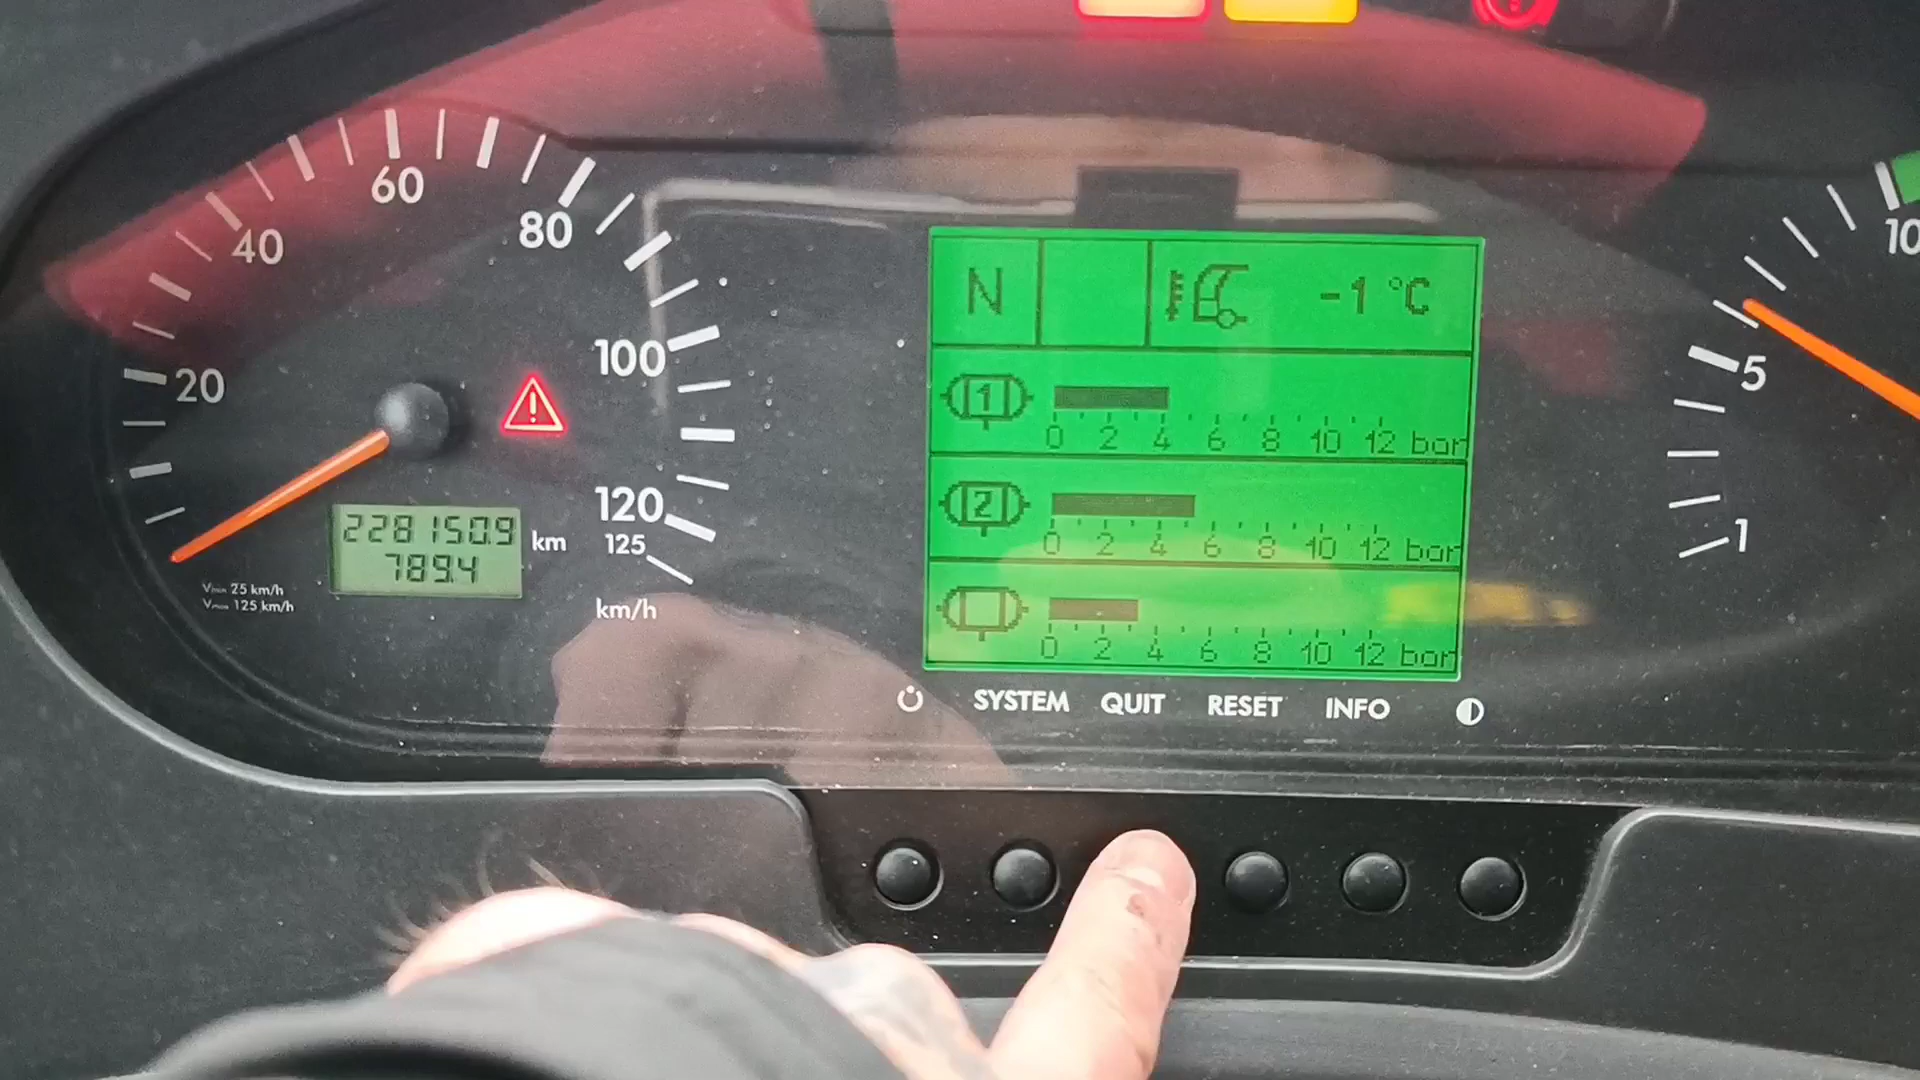 60
80
40
100
20
120
125
km/h
228150.9 km
789.4
Vmin 25 km/h
Vmax 125 km/h
N
-1 °C
1
0 2 4 6 8 10 12 bar
2
0 2 4 6 8 10 12 bar
0 2 4 6 8 10 12 bar
SYSTEM QUIT RESET INFO
10
5
1